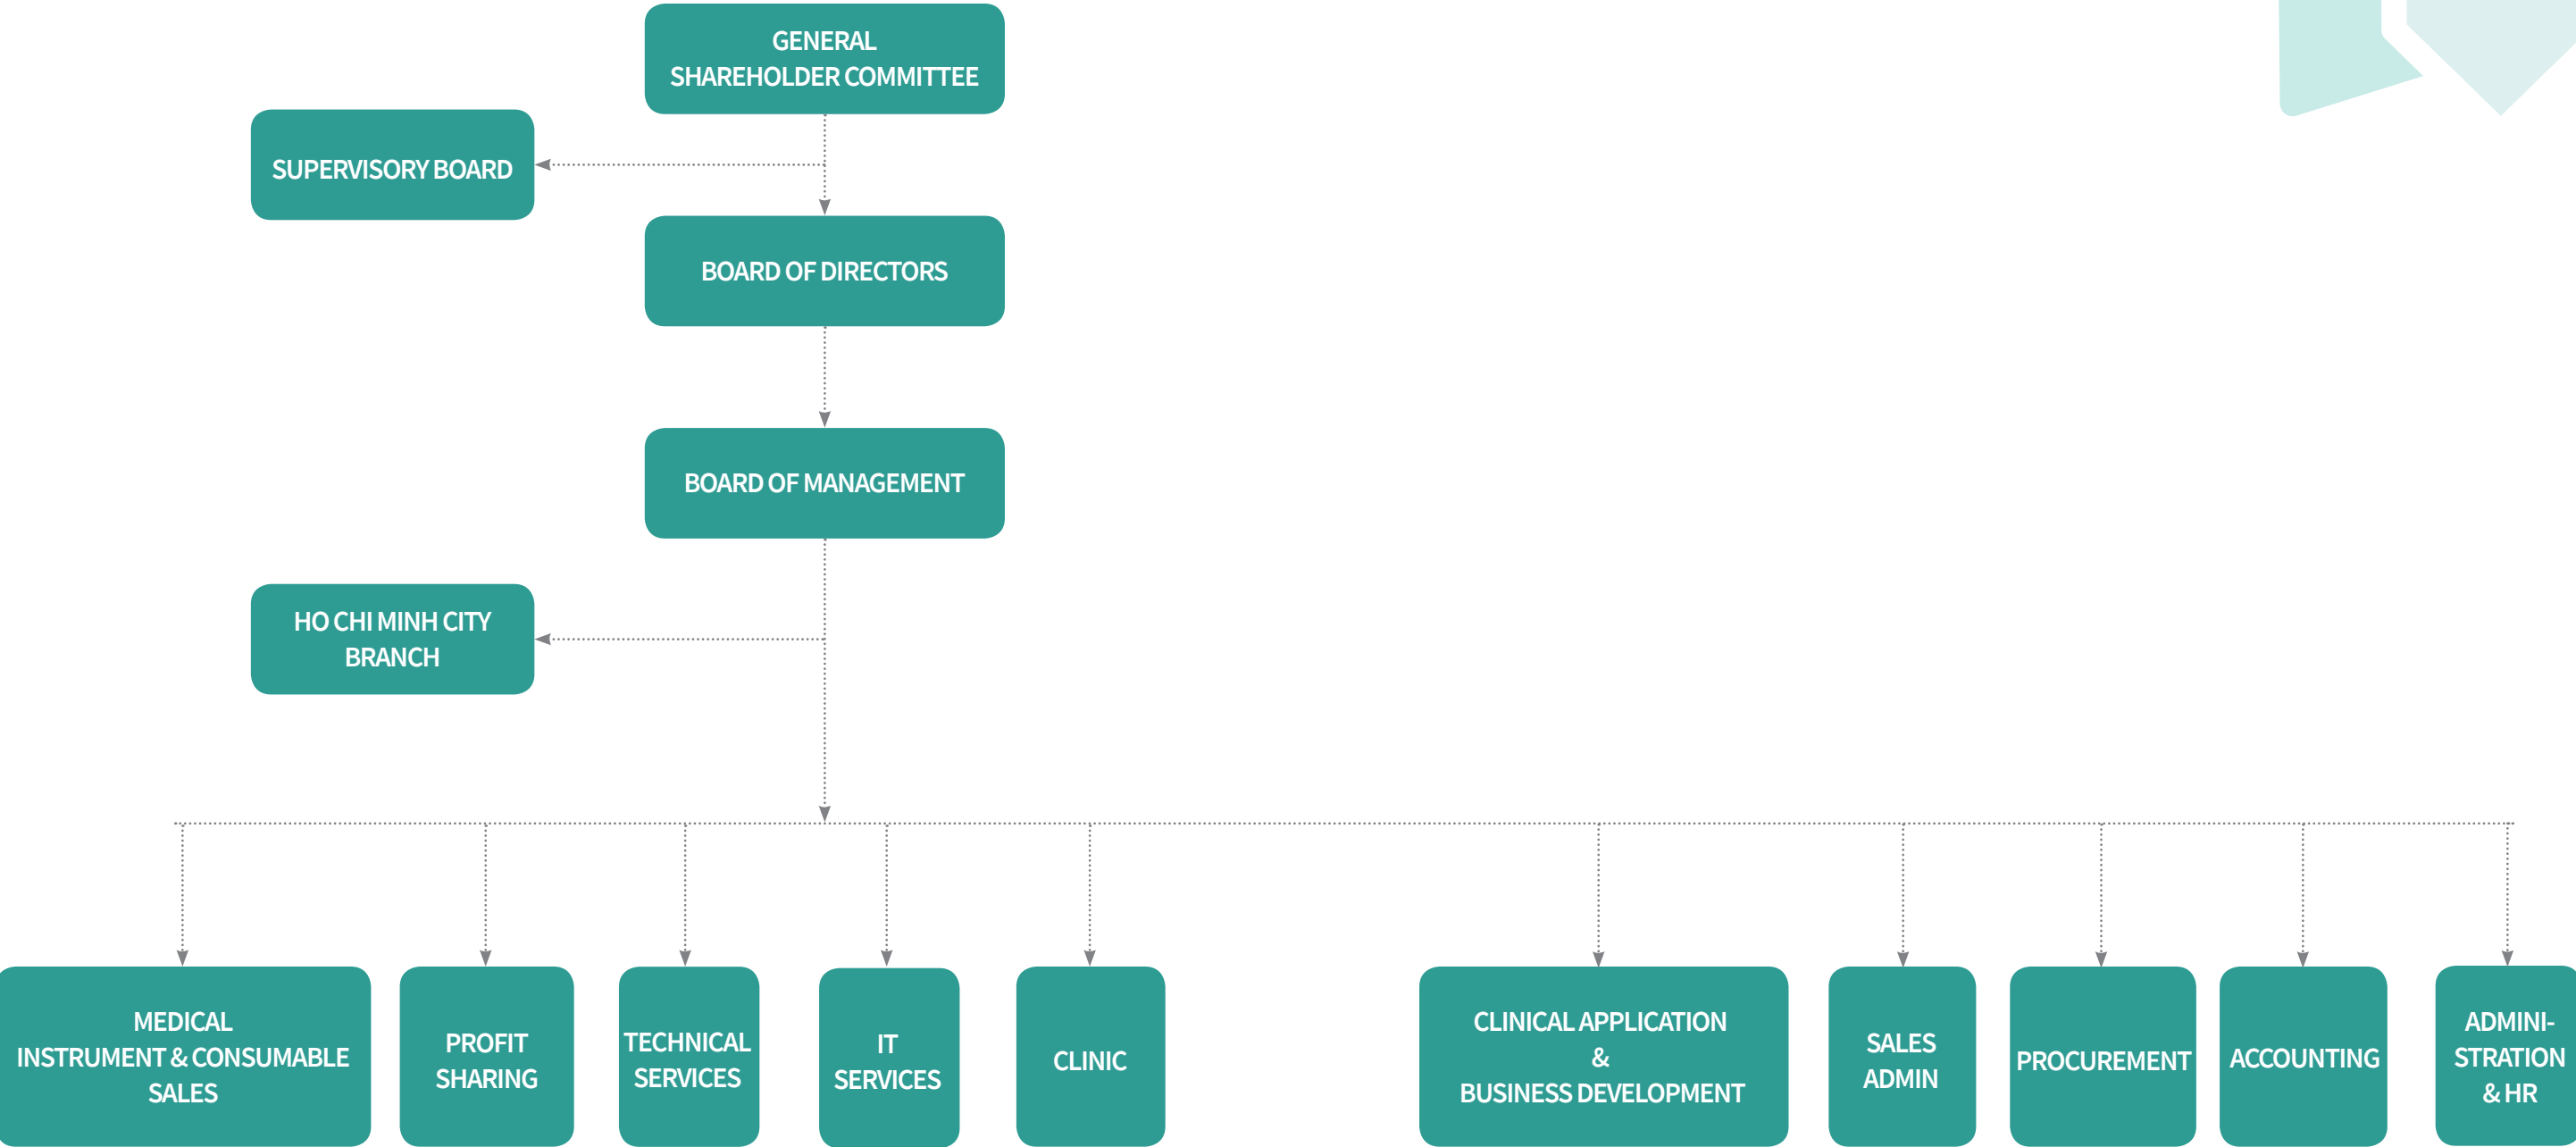 GENERAL
SHAREHOLDER COMMITTEE
SUPERVISORY BOARD
BOARD OF DIRECTORS
BOARD OF MANAGEMENT
HO CHI MINH CITY
BRANCH
MEDICAL
INSTRUMENT & CONSUMABLE
SALES
PROFIT
SHARING
TECHNICAL
SERVICES
IT
SERVICES
CLINIC
CLINICAL APPLICATION
&
BUSINESS DEVELOPMENT
SALES
ADMIN
PROCUREMENT
ACCOUNTING
ADMINI-
STRATION
& HR